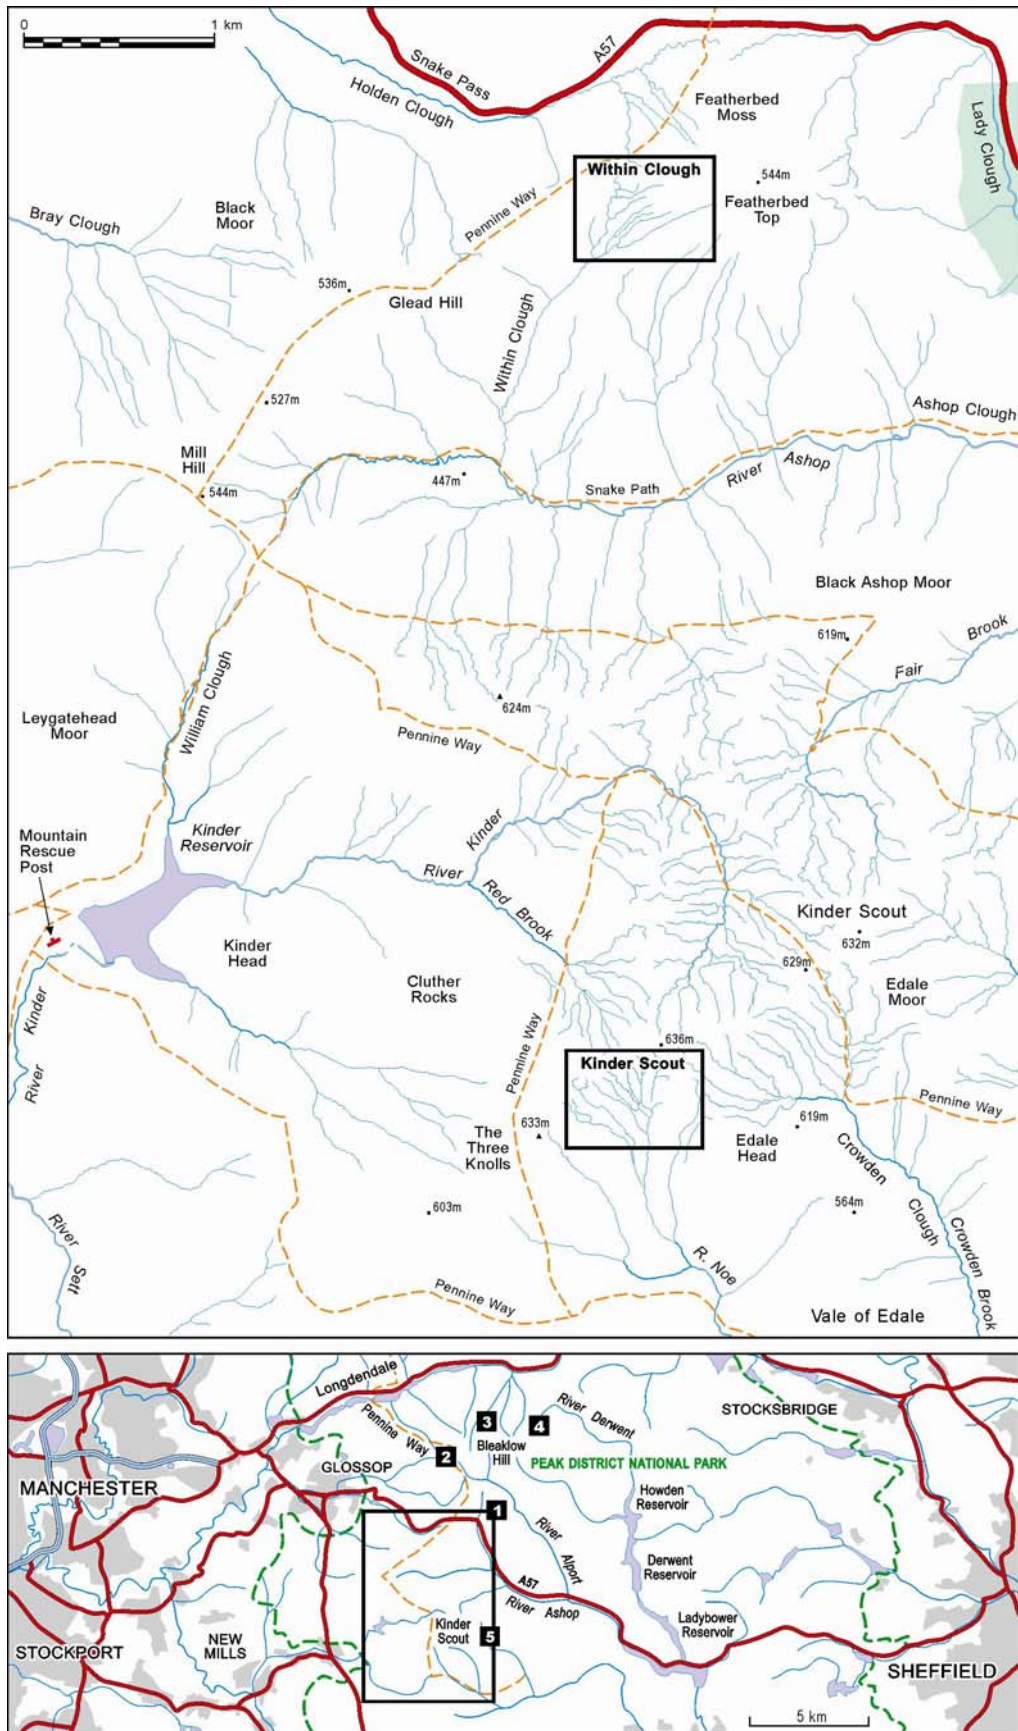 0
1 km
Snake Pass
A57
Holden Clough
Featherbed
Moss
Lady Clough
Within Clough
544m
Featherbed
Top
Black
Moor
Bray Clough
Pennine Way
536m
Glead Hill
Within Clough
527m
Ashop Clough
Mill
Hill
544m
447m
Snake Path
River Ashop
Black Ashop Moor
619m
Fair Brook
William Clough
624m
Leygatehead
Moor
Pennine Way
Kinder
Reservoir
Mountain
Rescue
Post
River Kinder
Red Brook
Kinder Scout
632m
629m
Kinder
Head
Cluther
Rocks
Edale
Moor
River Kinder
Pennine Way
636m
Kinder Scout
Pennine Way
633m
The
Three
Knolls
619m
Edale
Head
Crowden Clough
603m
564m
River Sett
Crowden Brook
R. Noe
Pennine Way
Vale of Edale
Longdendale
STOCKSBRIDGE
Pennine Way
3
4
River Derwent
Bleaklow
Hill
2
GLOSSOP
PEAK DISTRICT NATIONAL PARK
MANCHESTER
Howden
Reservoir
1
River Alport
Derwent
Reservoir
A57
River Ashop
Ladybower
Reservoir
NEW
MILLS
Kinder
Scout
5
STOCKPORT
SHEFFIELD
5 km